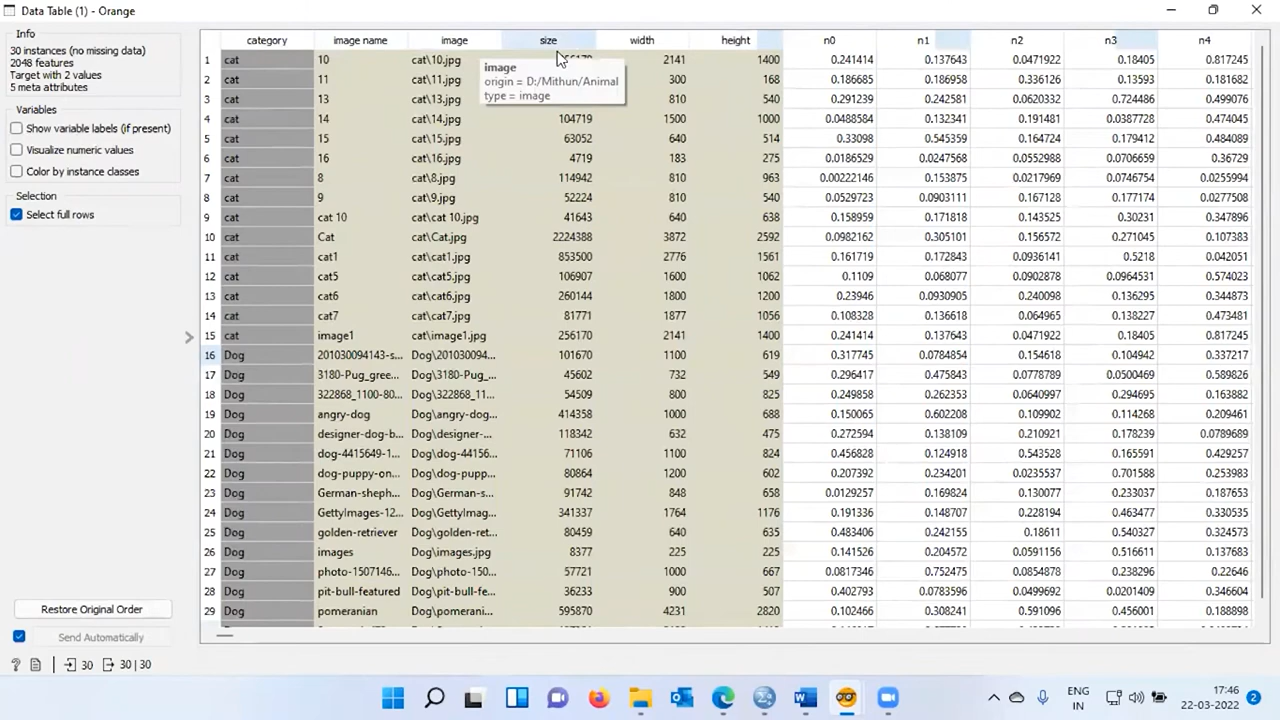 Data Table (1) - Orange
Info
30 instances (no missing data)
2048 features
Target with 2 values
5 meta attributes
Variables
Show variable labels (if present)
Visualize numeric values
Color by instance classes
Selection
Select full rows
Restore Original Order
Send Automatically
30
30 | 30
category image name image size width height n0 n1 n2 n3 n4
1 cat 10 cat\10.jpg 2141 1400 0.241414 0.137643 0.0471922 0.18405 0.817245
2 cat 11 cat\11.jpg 300 168 0.186685 0.186958 0.336126 0.13593 0.181682
3 cat 13 cat\13.jpg 810 540 0.291239 0.242581 0.0620332 0.724486 0.499076
4 cat 14 cat\14.jpg 104719 1500 1000 0.0488584 0.132341 0.191481 0.0387728 0.474045
5 cat 15 cat\15.jpg 63052 640 514 0.33098 0.545359 0.164724 0.179412 0.484089
6 cat 16 cat\16.jpg 4719 183 275 0.0186529 0.0247568 0.0552988 0.0706659 0.36729
7 cat 8 cat\8.jpg 114942 810 963 0.00222146 0.153875 0.0217969 0.0746754 0.0255994
8 cat 9 cat\9.jpg 52224 810 540 0.0529723 0.0903111 0.167128 0.177174 0.0277508
9 cat cat 10 cat\cat 10.jpg 41643 640 638 0.158959 0.171818 0.143525 0.30231 0.347896
10 cat Cat cat\Cat.jpg 2224388 3872 2592 0.0982162 0.305101 0.156572 0.271045 0.107383
11 cat cat1 cat\cat1.jpg 853500 2776 1561 0.161719 0.172843 0.0936141 0.5218 0.042051
12 cat cat5 cat\cat5.jpg 106907 1600 1062 0.1109 0.068077 0.0902878 0.0964531 0.574023
13 cat cat6 cat\cat6.jpg 260144 1800 1200 0.23946 0.0930905 0.240098 0.136295 0.344873
14 cat cat7 cat\cat7.jpg 81771 1877 1056 0.108328 0.136618 0.064965 0.138227 0.473481
15 cat image1 cat\image1.jpg 256170 2141 1400 0.241414 0.137643 0.0471922 0.18405 0.817245
16 Dog 201030094143-s... Dog\201030094... 101670 1100 619 0.317745 0.0784854 0.154618 0.104942 0.337217
17 Dog 3180-Pug_gree... Dog\3180-Pug_... 45602 732 549 0.296417 0.475843 0.0778789 0.0500469 0.589826
18 Dog 322868_1100-80... Dog\322868_11... 54509 800 825 0.249858 0.262353 0.0640997 0.294695 0.163882
19 Dog angry-dog Dog\angry-dog... 414358 1000 688 0.150065 0.602208 0.109902 0.114268 0.209461
20 Dog designer-dog-b... Dog\designer-... 118342 632 475 0.272594 0.138109 0.210921 0.178239 0.0789689
21 Dog dog-4415649-1... Dog\dog-44156... 71106 1100 824 0.456828 0.124918 0.543528 0.165591 0.429257
22 Dog dog-puppy-on... Dog\dog-pupp... 80864 1200 602 0.207392 0.234201 0.0235537 0.701588 0.253983
23 Dog German-sheph... Dog\German-s... 91742 848 658 0.0129257 0.169824 0.130077 0.233037 0.187653
24 Dog GettyImages-12... Dog\GettyImag... 341337 1764 1176 0.191336 0.148707 0.228194 0.463477 0.330535
25 Dog golden-retriever Dog\golden-ret... 80459 640 635 0.483406 0.242155 0.18611 0.540327 0.324573
26 Dog images Dog\images.jpg 8377 225 225 0.141526 0.204572 0.0591156 0.516611 0.137683
27 Dog photo-1507146... Dog\photo-150... 57721 1000 667 0.0817346 0.752475 0.0854878 0.238296 0.22646
28 Dog pit-bull-featured Dog\pit-bull-fe... 36233 900 600 0.402793 0.0783596 0.0499692 0.0201409 0.346604
29 Dog pomeranian Dog\pomerani... 595870 4231 2820 0.102466 0.308241 0.591096 0.456001 0.188898
image
origin = D:/Mithun/Animal
type = image
ENG
IN
17:46
22-03-2022
2